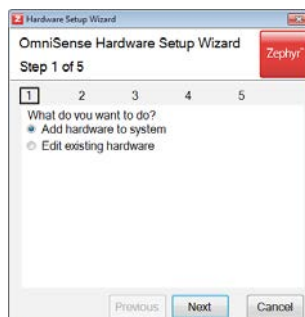 Hardware Setup Wizard
OmniSense Hardware Setup Wizard
Step 1 of 5
Zephyr™
1 2 3 4 5
What do you want to do?
Add hardware to system
Edit existing hardware
Previous Next Cancel